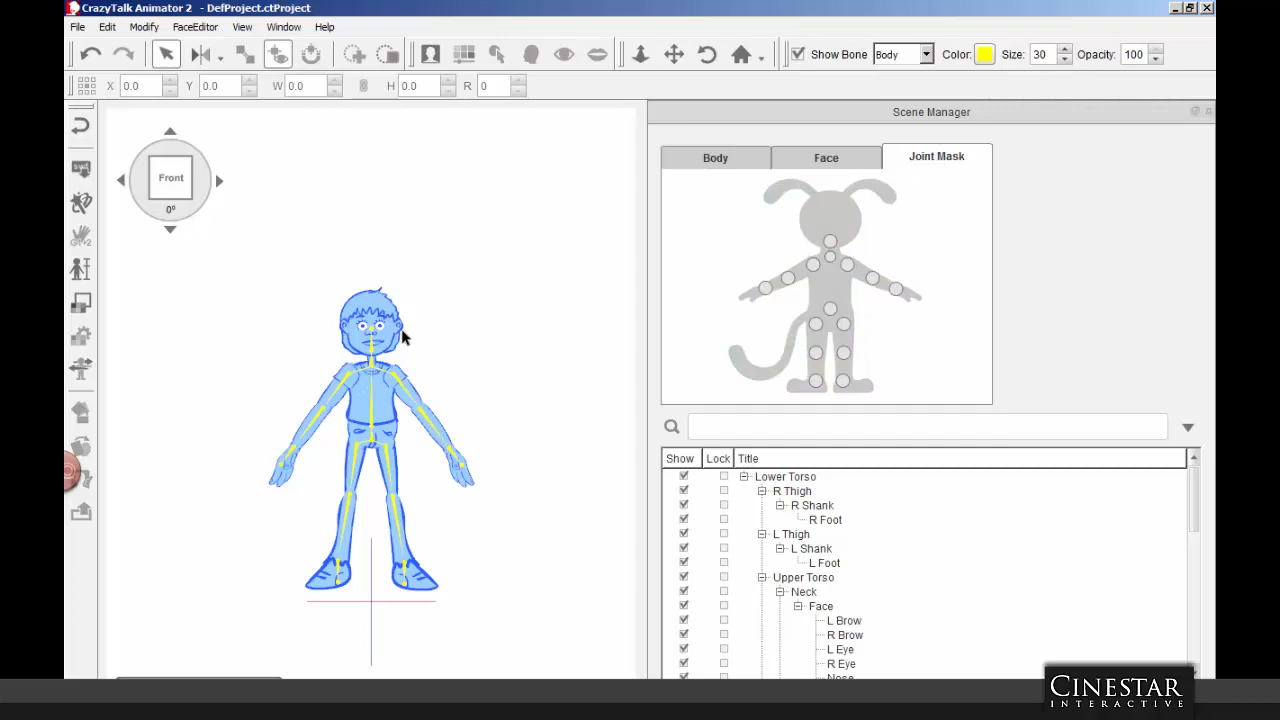 CrazyTalk Animator 2 - DefProject.ctProject
File Edit Modify FaceEditor View Window Help
Show Bone Body Color: Size: 30 Opacity: 100
X 0.0 Y 0.0 W 0.0 H 0.0 R 0
Scene Manager
Front
0°
Body Face Joint Mask
Show Lock Title
Lower Torso
R Thigh
R Shank
R Foot
L Thigh
L Shank
L Foot
Upper Torso
Neck
Face
L Brow
R Brow
L Eye
R Eye
Nose
CINESTAR
INTERACTIVE